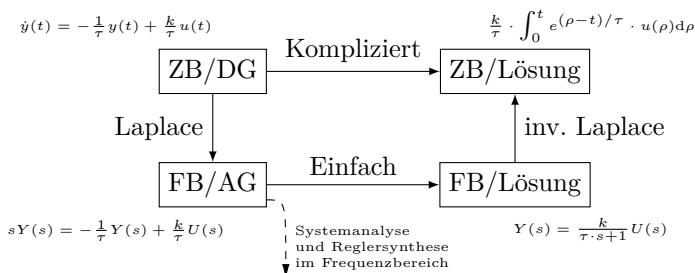 ẏ(t) = −1/τ y(t) + k/τ u(t)
k/τ · ∫₀ᵗ e^{(ρ−t)/τ} · u(ρ)dρ
ZB/DG
Kompliziert
ZB/Lösung
Laplace
inv. Laplace
FB/AG
Einfach
FB/Lösung
sY(s) = −1/τ Y(s) + k/τ U(s)
Systemanalyse
und Reglersynthese
im Frequenzbereich
Y(s) = k/(τ·s+1) U(s)